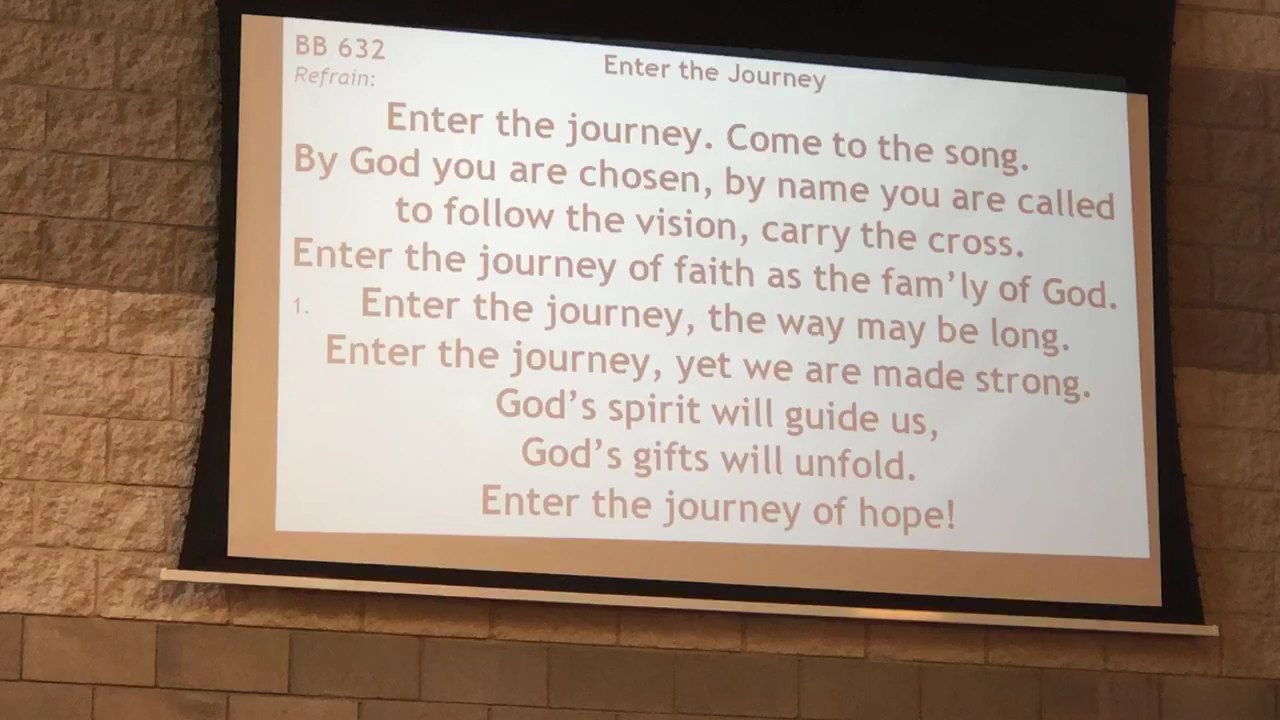 BB 632
Enter the Journey
Refrain:
Enter the journey. Come to the song.
By God you are chosen, by name you are called
to follow the vision, carry the cross.
Enter the journey of faith as the fam’ly of God.
1. Enter the journey, the way may be long.
Enter the journey, yet we are made strong.
God’s spirit will guide us,
God’s gifts will unfold.
Enter the journey of hope!